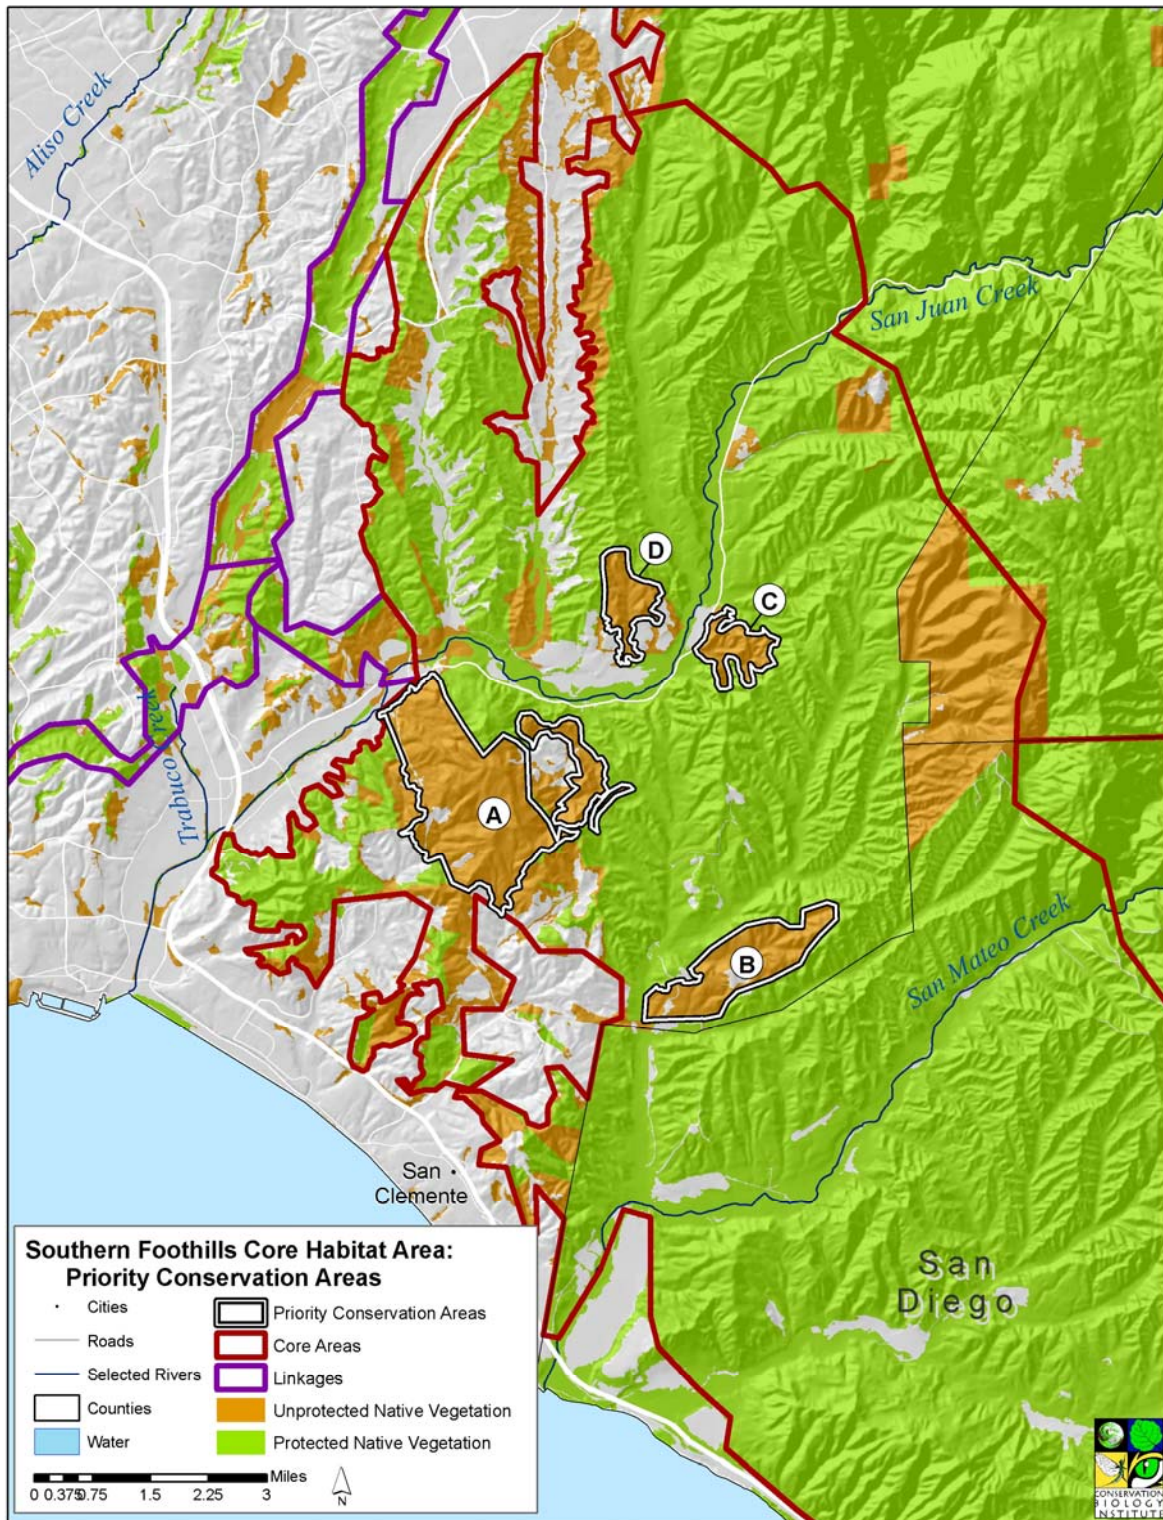 Aliso Creek
San Juan Creek
D
C
Trabuco Creek
A
B
San Mateo Creek
San
Clemente
San
Diego
Southern Foothills Core Habitat Area:
Priority Conservation Areas
Cities
Roads
Selected Rivers
Counties
Water
Priority Conservation Areas
Core Areas
Linkages
Unprotected Native Vegetation
Protected Native Vegetation
Miles
0 0.375 0.75 1.5 2.25 3
N
CONSERVATION
BIOLOGY
INSTITUTE